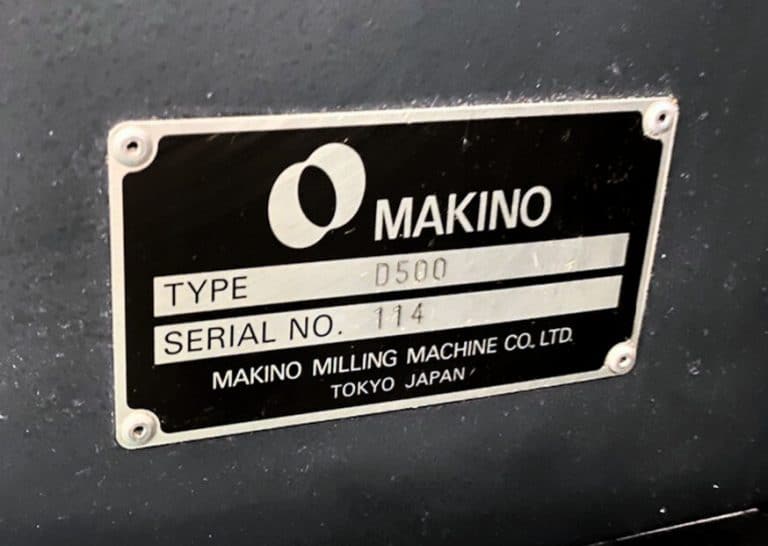 MAKINO
TYPE D500
SERIAL NO. 114
MAKINO MILLING MACHINE CO. LTD.
TOKYO JAPAN